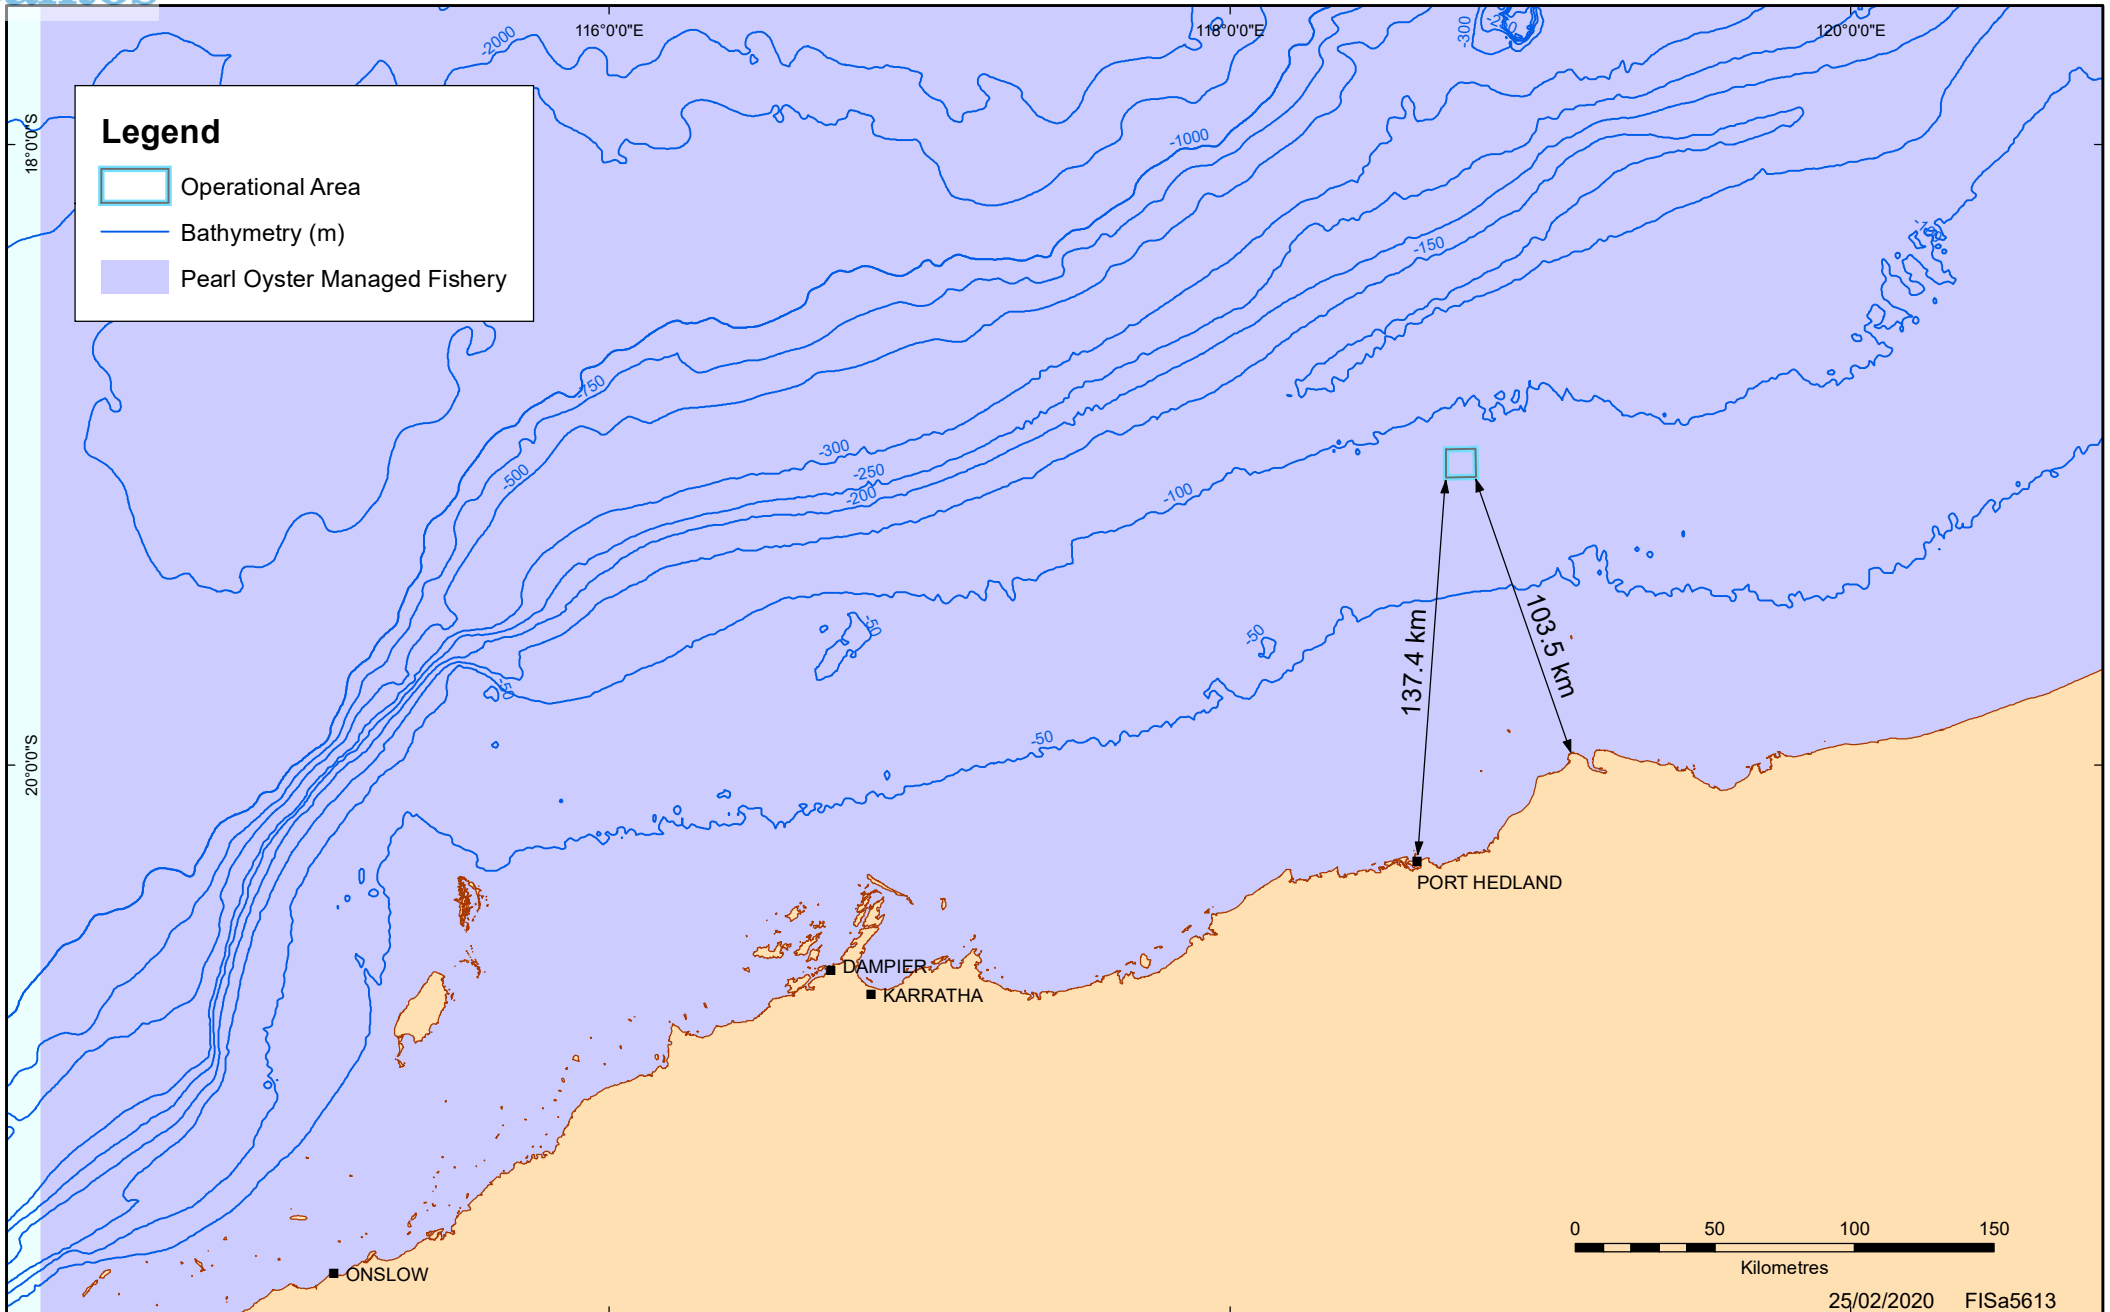 116°0'0"E
118°0'0"E
120°0'0"E
-2000
-300
-1000
18°0'0"S
Legend
Operational Area
Bathymetry (m)
Pearl Oyster Managed Fishery
-150
-750
-300
-250
-200
-500
-100
-50
-50
-50
-50
137.4 km
103.5 km
20°0'0"S
PORT HEDLAND
DAMPIER
KARRATHA
ONSLOW
0 50 100 150
Kilometres
25/02/2020 FISa5613